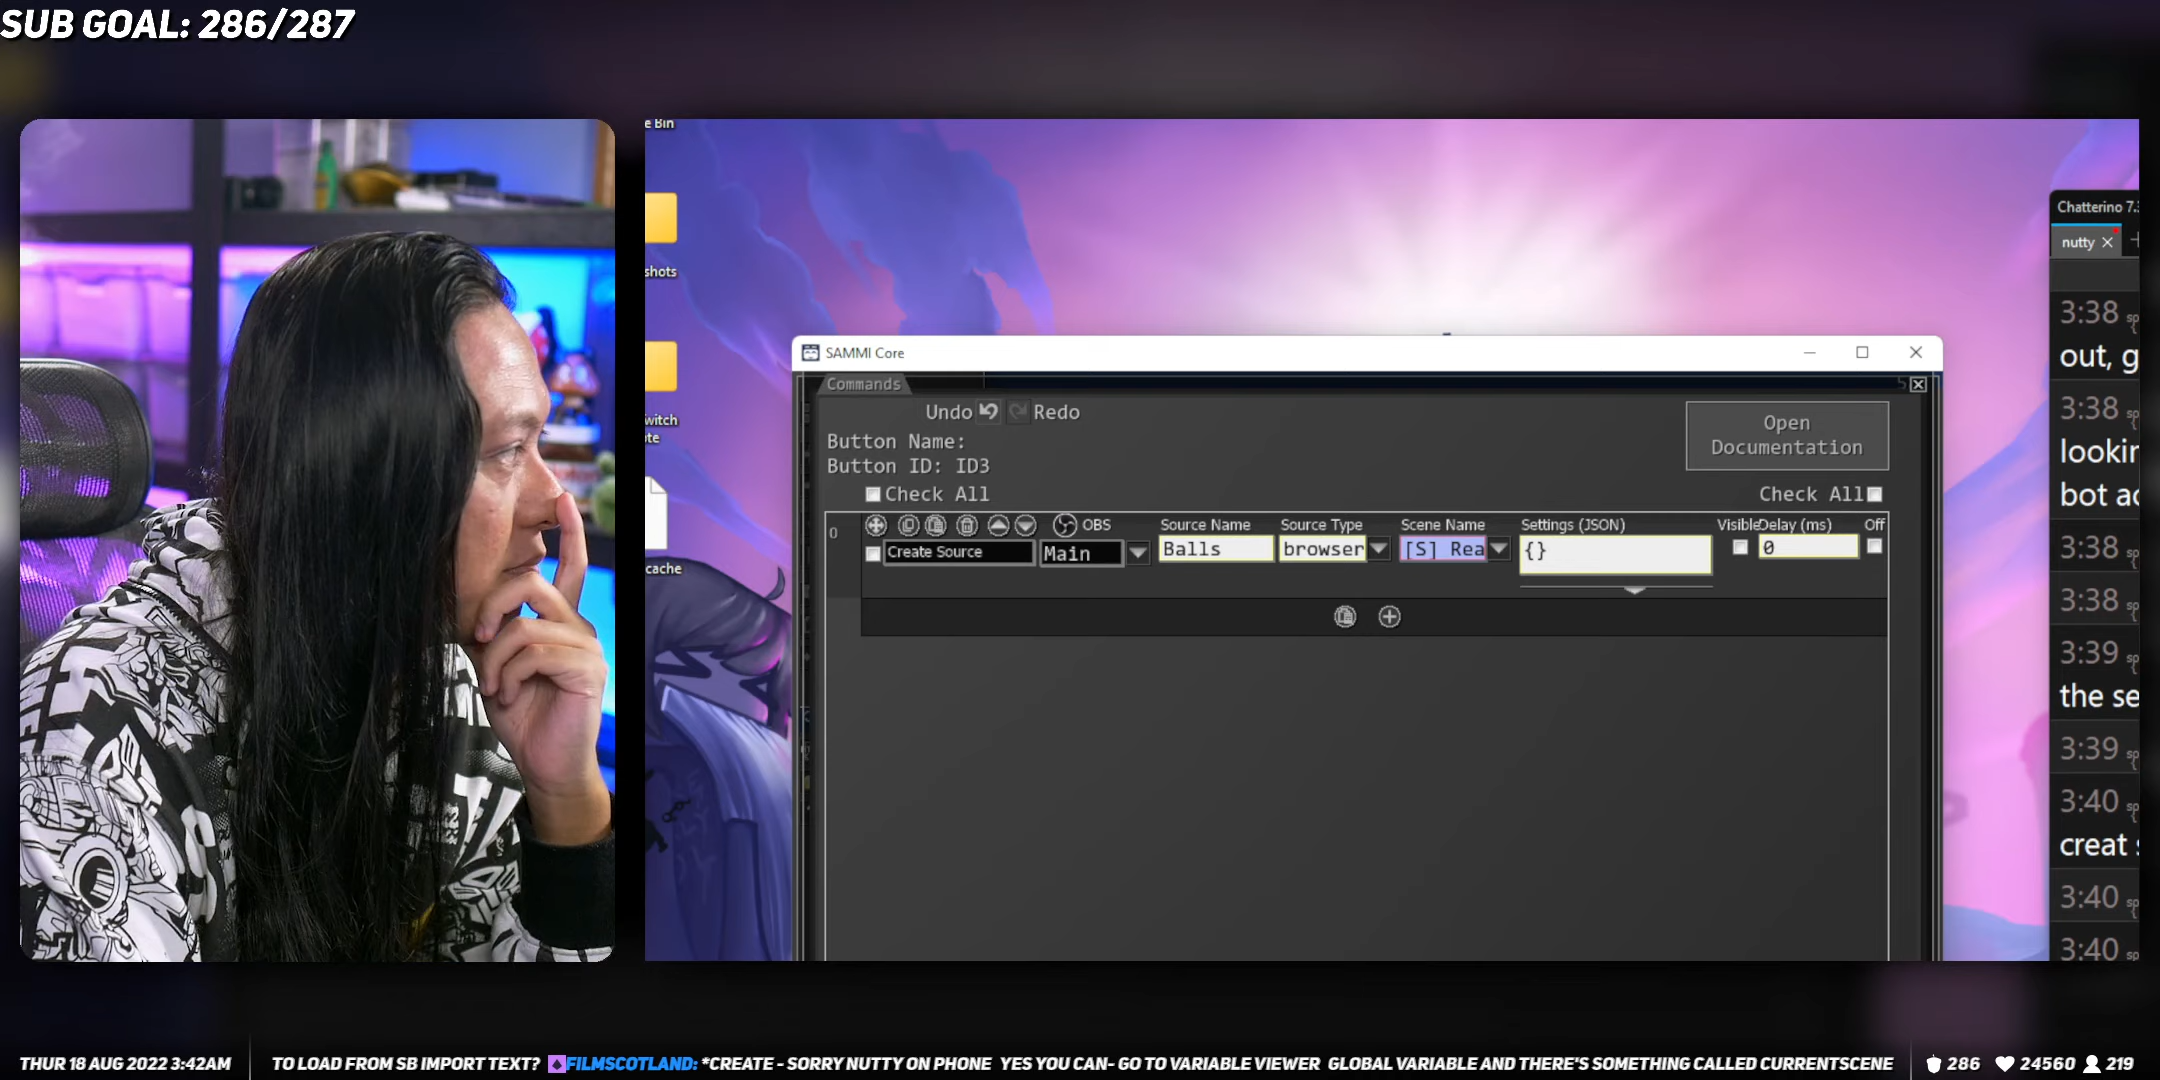 SUB GOAL: 286/287
e Bin
shots
witch
te
cache
SAMMI Core
Commands
Undo
Redo
Open
Documentation
Button Name:
Button ID: ID3
Check All
Check All
0
OBS
Source Name
Source Type
Scene Name
Settings (JSON)
Visible
Delay (ms)
Off
Create Source
Main
Balls
browser
[S] Rea
{}
0
Chatterino 7.
nutty
3:38
out, g
3:38
lookin
bot ac
3:38
3:38
3:39
the se
3:39
3:40
creat
3:40
3:40
THUR 18 AUG 2022 3:42AM
TO LOAD FROM SB IMPORT TEXT? FILMSCOTLAND: *CREATE - SORRY NUTTY ON PHONE YES YOU CAN- GO TO VARIABLE VIEWER GLOBAL VARIABLE AND THERE'S SOMETHING CALLED CURRENTSCENE
286 24560 219